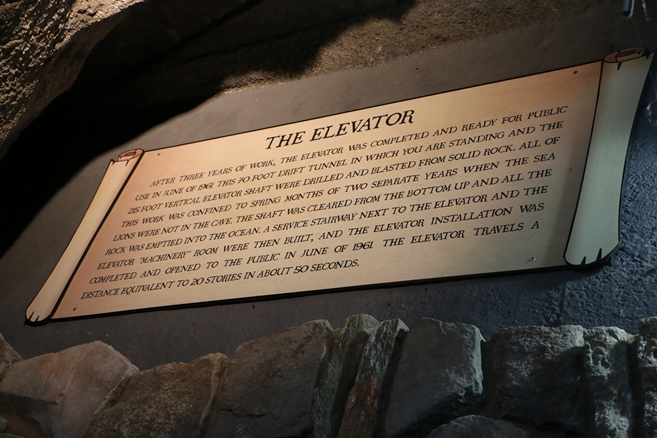 THE ELEVATOR
AFTER THREE YEARS OF WORK, THE ELEVATOR WAS COMPLETED AND READY FOR PUBLIC
USE IN JUNE OF 1961. THIS 70 FOOT DRIFT TUNNEL IN WHICH YOU ARE STANDING AND THE
215 FOOT VERTICAL ELEVATOR SHAFT WERE DRILLED AND BLASTED FROM SOLID ROCK. ALL OF
THIS WORK WAS CONFINED TO SPRING MONTHS OF TWO SEPARATE YEARS WHEN THE SEA
LIONS WERE NOT IN THE CAVE. THE SHAFT WAS CLEARED FROM THE BOTTOM UP AND ALL THE
ROCK WAS EMPTIED INTO THE OCEAN. A SERVICE STAIRWAY NEXT TO THE ELEVATOR AND THE
ELEVATOR "MACHINERY" ROOM WERE THEN BUILT, AND THE ELEVATOR INSTALLATION WAS
COMPLETED AND OPENED TO THE PUBLIC IN JUNE OF 1961. THE ELEVATOR TRAVELS A
DISTANCE EQUIVALENT TO 20 STORIES IN ABOUT 50 SECONDS.